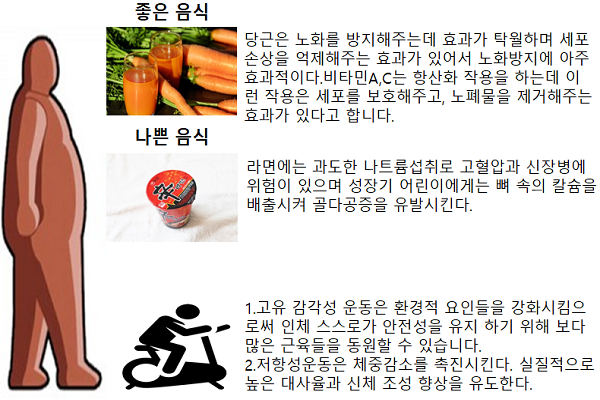 좋은 음식
당근은 노화를 방지해주는데 효과가 탁월하며 세포
손상을 억제해주는 효과가 있어서 노화방지에 아주
효과적이다.비타민A,C는 항산화 작용을 하는데 이
런 작용은 세포를 보호해주고, 노폐물을 제거해주는
효과가 있다고 합니다.
나쁜 음식
라면에는 과도한 나트륨섭취로 고혈압과 신장병에
위험이 있으며 성장기 어린이에게는 뼈 속의 칼슘을
배출시켜 골다공증을 유발시킨다.
辛
1.고유 감각성 운동은 환경적 요인들을 강화시킴으
로써 인체 스스로가 안전성을 유지 하기 위해 보다
많은 근육들을 동원할 수 있습니다.
2.저항성운동은 체중감소를 촉진시킨다. 실질적으로
높은 대사율과 신체 조성 향상을 유도한다.